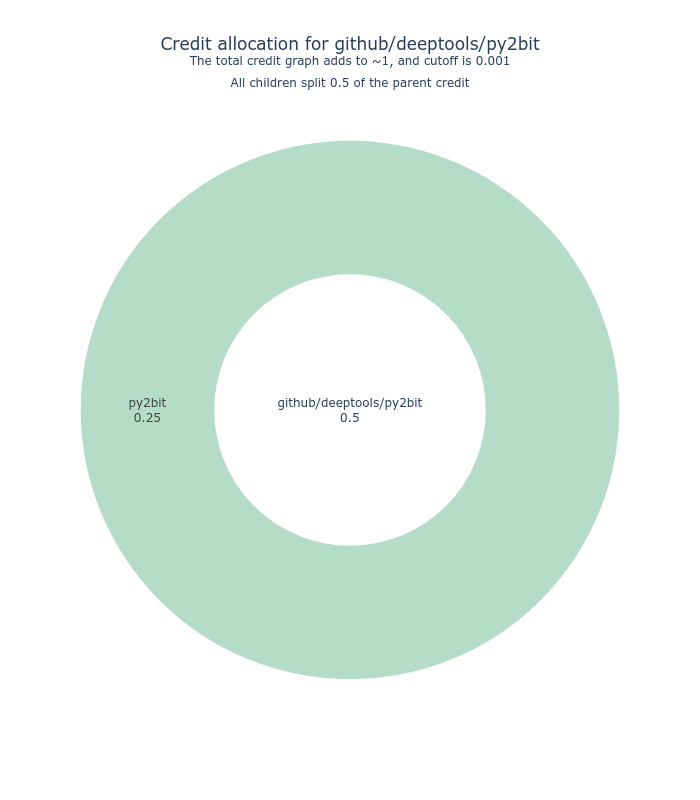 Credit allocation for github/deeptools/py2bit
The total credit graph adds to ~1, and cutoff is 0.001
All children split 0.5 of the parent credit
py2bit
0.25
github/deeptools/py2bit
0.5